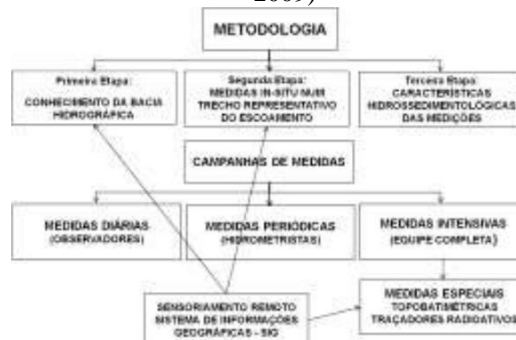 2009)
METODOLOGIA
Primeira Etapa:
CONHECIMENTO DA BACIA
HIDROGRÁFICA
Segunda Etapa:
MEDIDAS IN-SITU NUM
TRECHO REPRESENTATIVO
DO ESCOAMENTO
Terceira Etapa:
CARACTERÍSTICAS
HIDROSSEDIMENTOLÓGICAS
DAS MEDIÇÕES
CAMPANHAS DE MEDIDAS
MEDIDAS DIÁRIAS
(OBSERVADORES)
MEDIDAS PERIÓDICAS
(HIDROMETRISTAS)
MEDIDAS INTENSIVAS
(EQUIPE COMPLETA)
SENSORIAMENTO REMOTO
SISTEMA DE INFORMAÇÕES
GEOGRÁFICAS - SIG
MEDIDAS ESPECIAIS
TOPOBATIMÉTRICAS
TRAÇADORES RADIOATIVOS